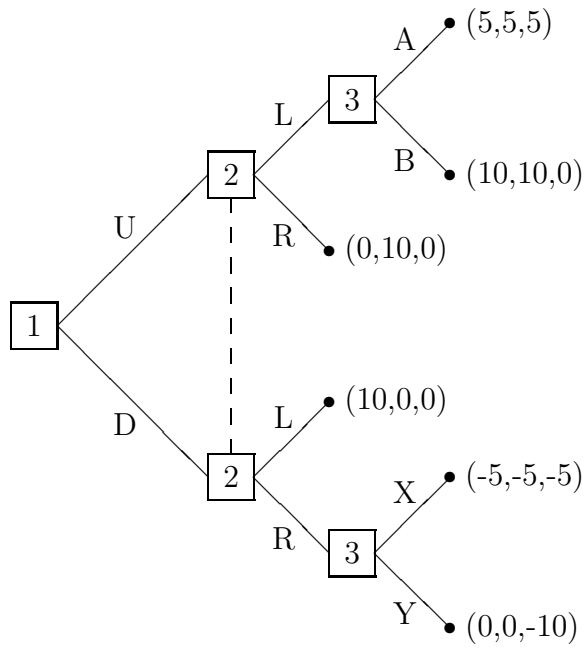 A
(5,5,5)
3
L
B
2
(10,10,0)
U
R
(0,10,0)
1
D
L
(10,0,0)
2
X
(-5,-5,-5)
R
3
Y
(0,0,-10)